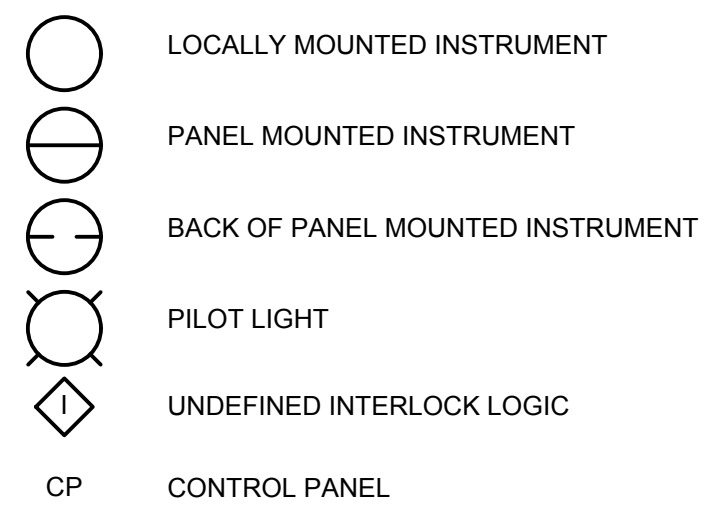 LOCALLY MOUNTED INSTRUMENT
PANEL MOUNTED INSTRUMENT
BACK OF PANEL MOUNTED INSTRUMENT
PILOT LIGHT
I UNDEFINED INTERLOCK LOGIC
CP CONTROL PANEL